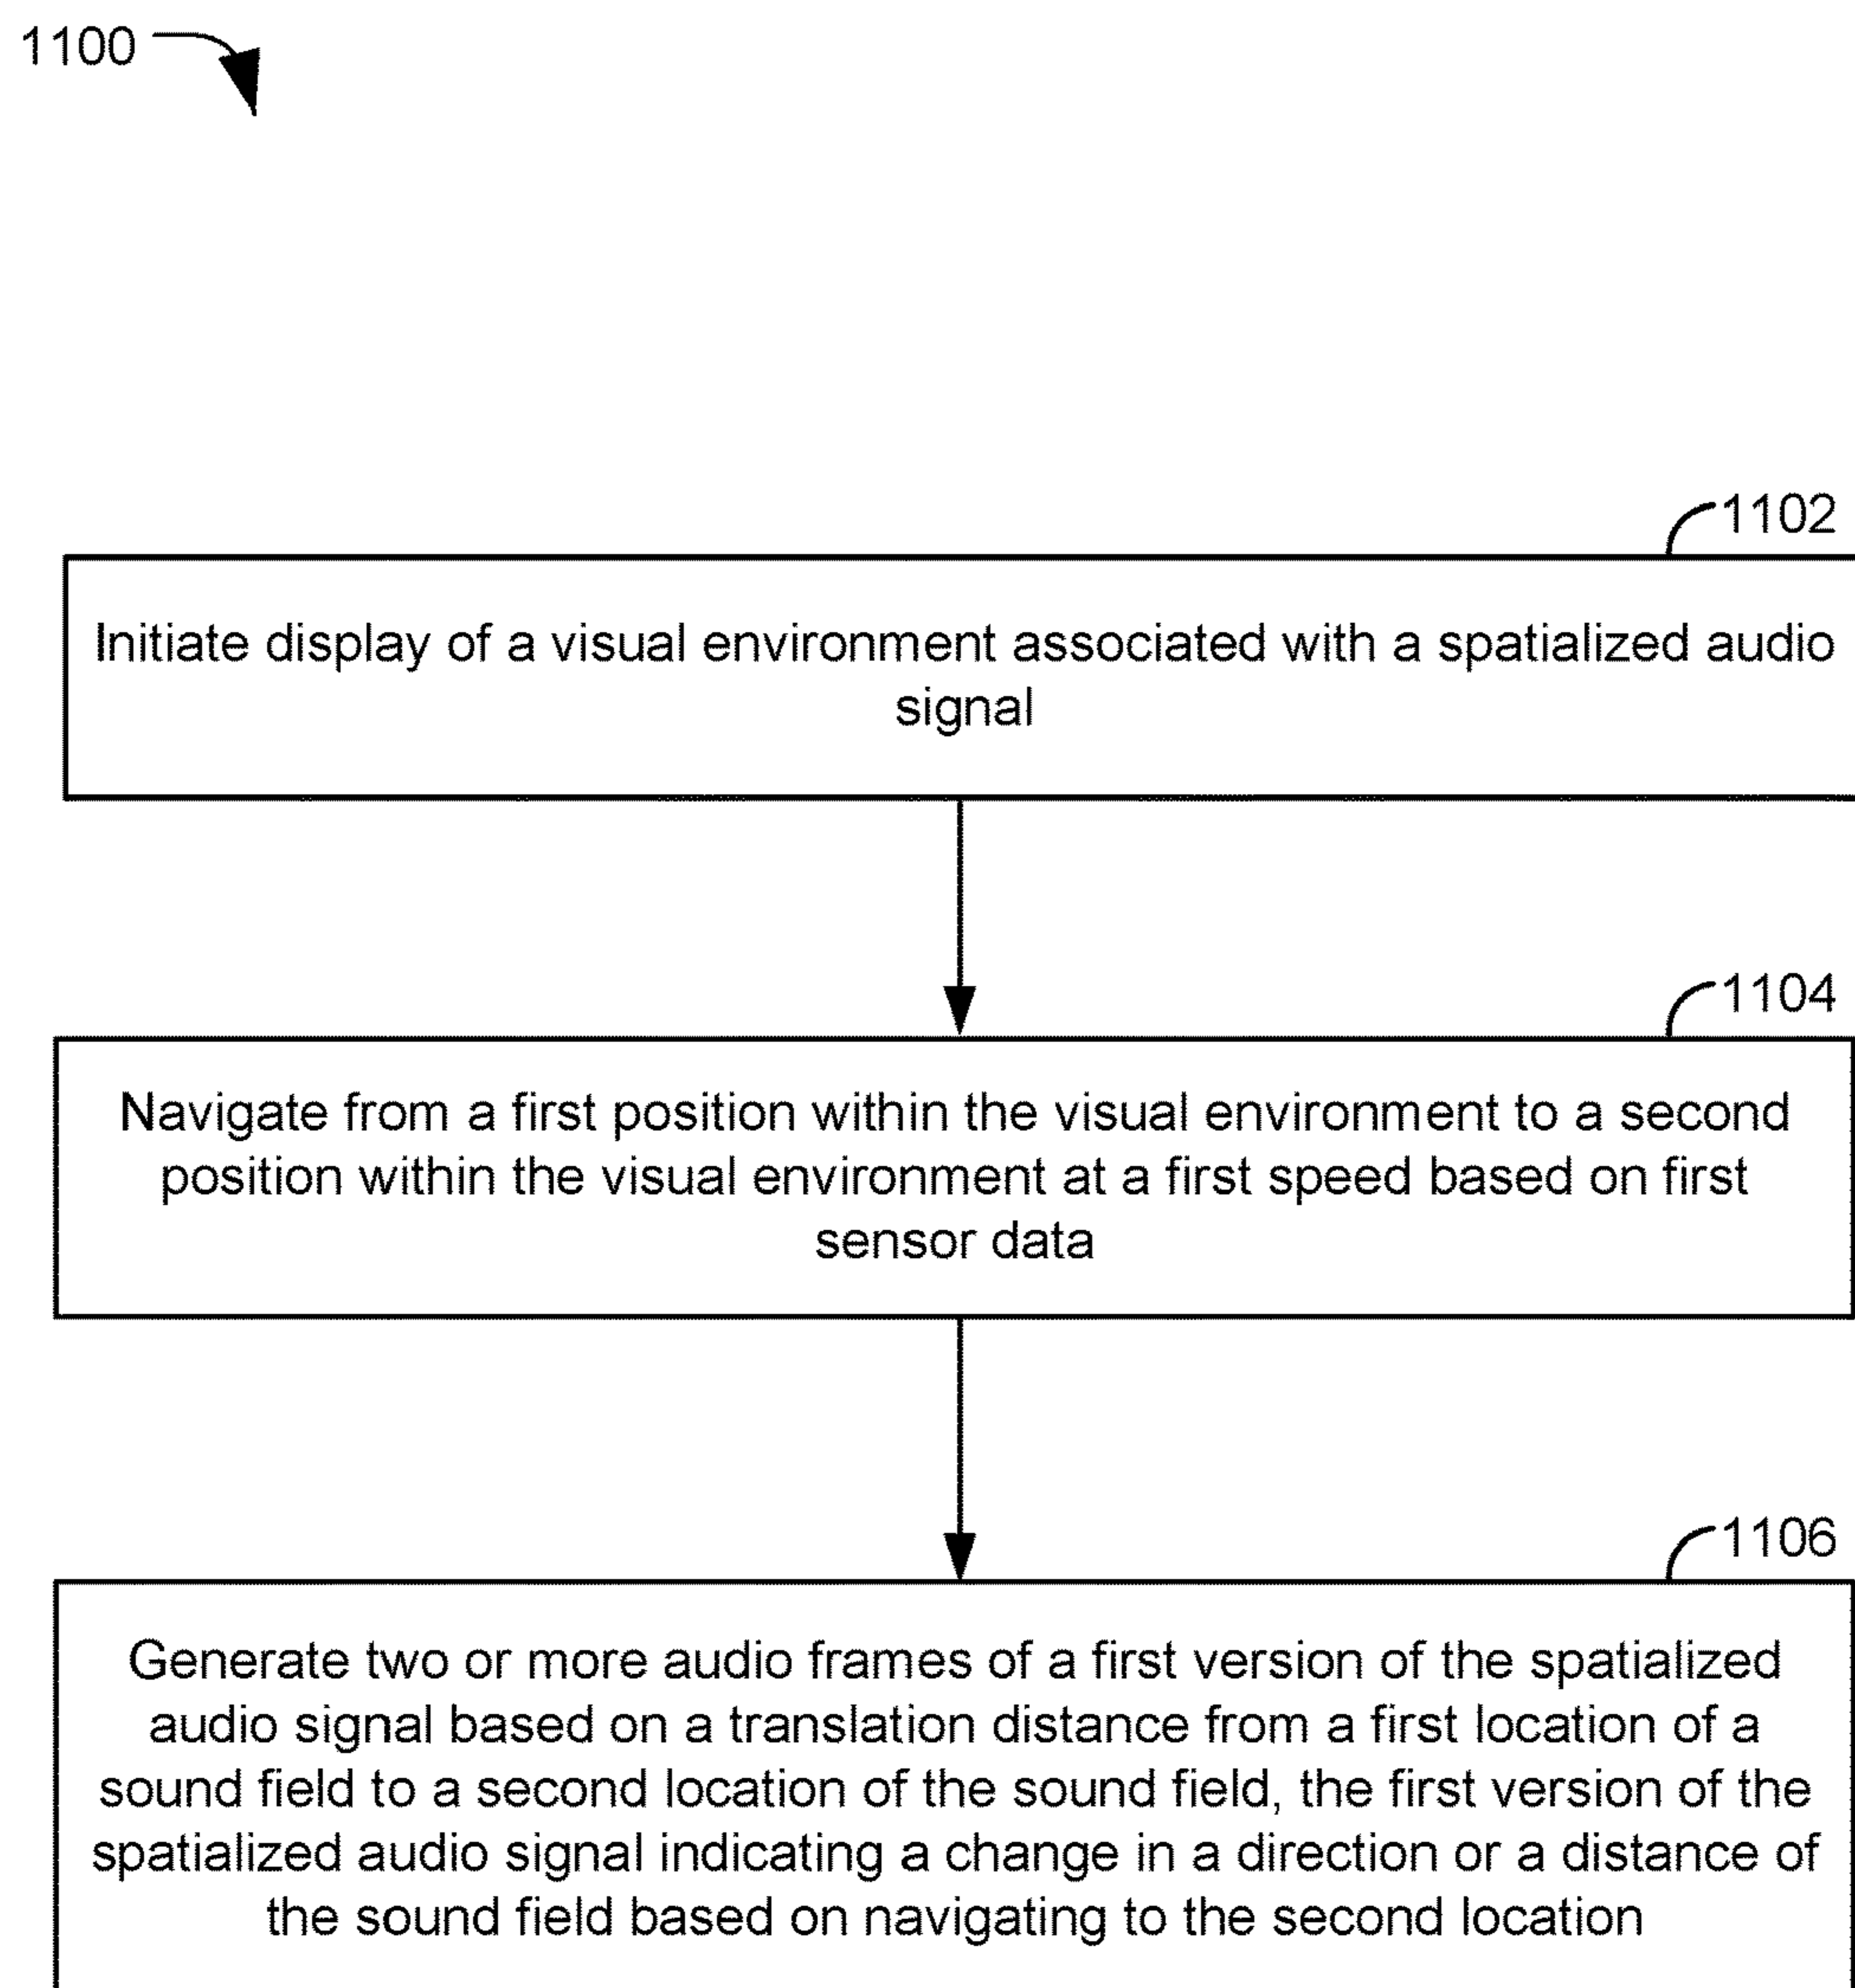 1100
1102
Initiate display of a visual environment associated with a spatialized audio
signal
1104
Navigate from a first position within the visual environment to a second
position within the visual environment at a first speed based on first
sensor data
1106
Generate two or more audio frames of a first version of the spatialized
audio signal based on a translation distance from a first location of a
sound field to a second location of the sound field, the first version of the
spatialized audio signal indicating a change in a direction or a distance of
the sound field based on navigating to the second location